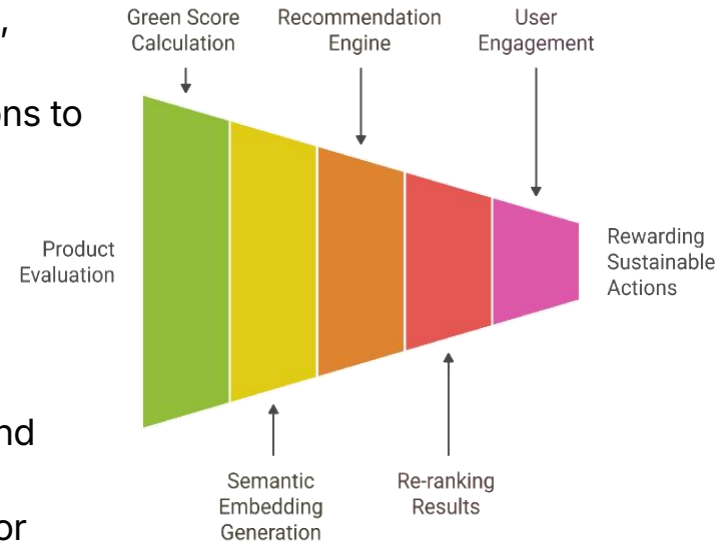 ,
ons to
nd
or
Green Score
Calculation
Recommendation
Engine
User
Engagement
Product
Evaluation
Rewarding
Sustainable
Actions
Semantic
Embedding
Generation
Re-ranking
Results